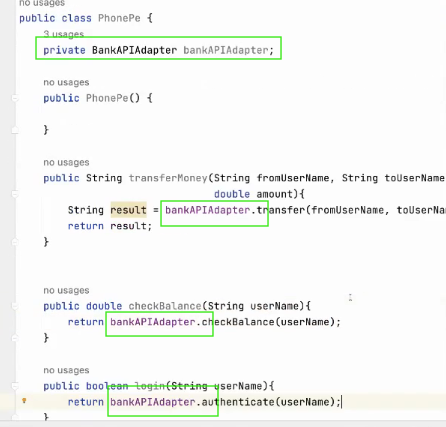 no usages
public class PhonePe {
3 usages
private BankAPIAdapter bankAPIAdapter;
no usages
public PhonePe() {
}
no usages
public String transferMoney(String fromUserName, String toUserName
double amount){
String result = bankAPIAdapter.transfer(fromUserName, toUserNam
return result;
}
no usages
public double checkBalance(String userName){
return bankAPIAdapter.checkBalance(userName);
}
no usages
public boolean login(String userName){
return bankAPIAdapter.authenticate(userName);
}